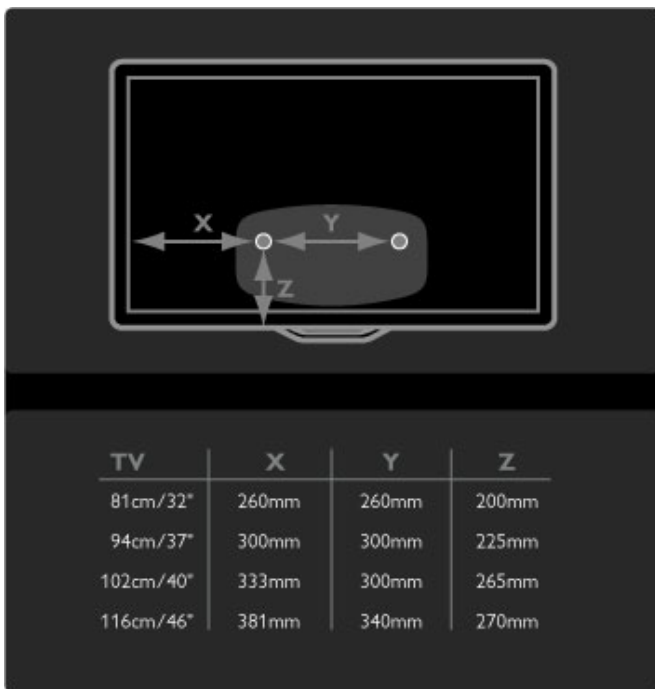 X Y
Z
TV X Y Z
81cm/32" 260mm 260mm 200mm
94cm/37" 300mm 300mm 225mm
102cm/40" 333mm 300mm 265mm
116cm/46" 381mm 340mm 270mm